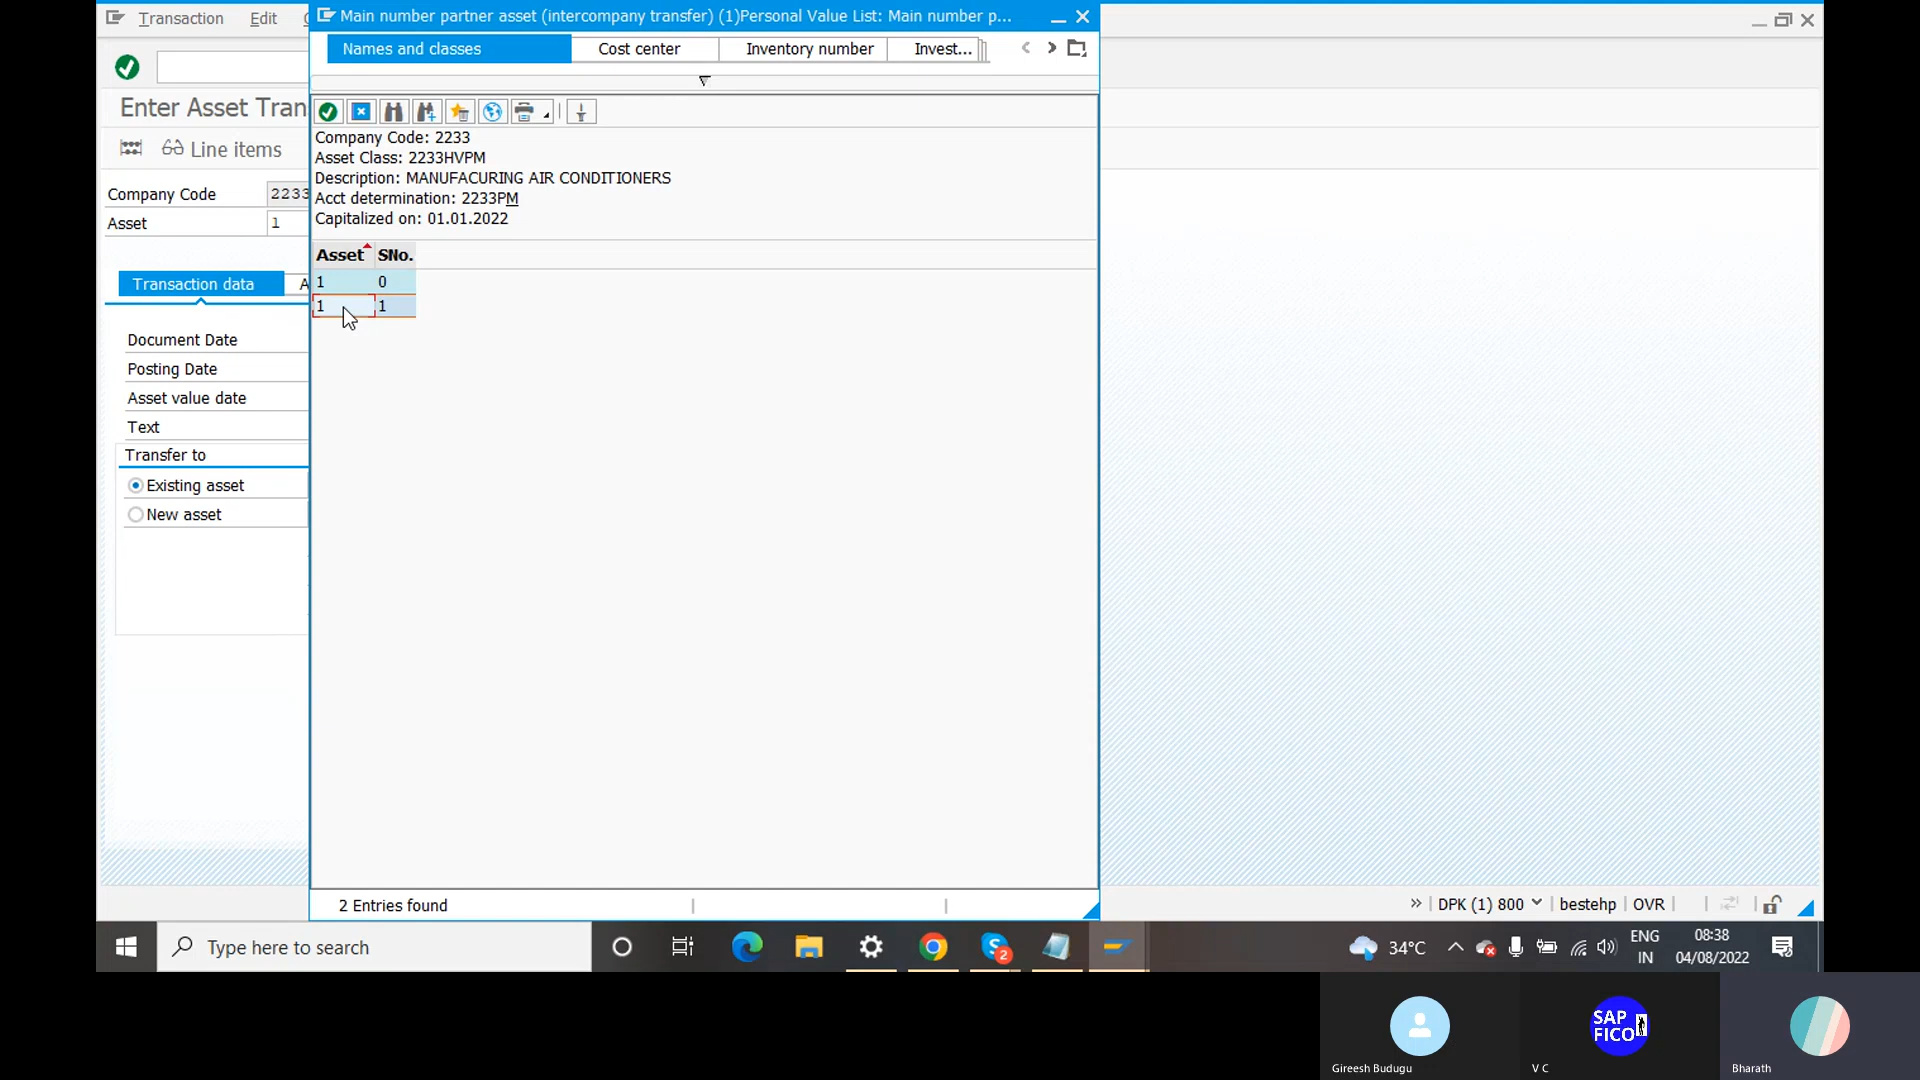 Transaction Edit
Main number partner asset (intercompany transfer) (1)Personal Value List: Main number p...
Names and classes Cost center Inventory number Invest...
Enter Asset Tran
Line items
Company Code 2233
Asset 1
Transaction data A
Document Date
Posting Date
Asset value date
Text
Transfer to
Existing asset
New asset
Company Code: 2233
Asset Class: 2233HVPM
Description: MANUFACURING AIR CONDITIONERS
Acct determination: 2233PM
Capitalized on: 01.01.2022
Asset SNo.
1 0
1 1
2 Entries found
DPK (1) 800 bestehp OVR
Type here to search
2
34°C
ENG
IN
08:38
04/08/2022
SAP
FICO
Gireesh Budugu
V C
Bharath